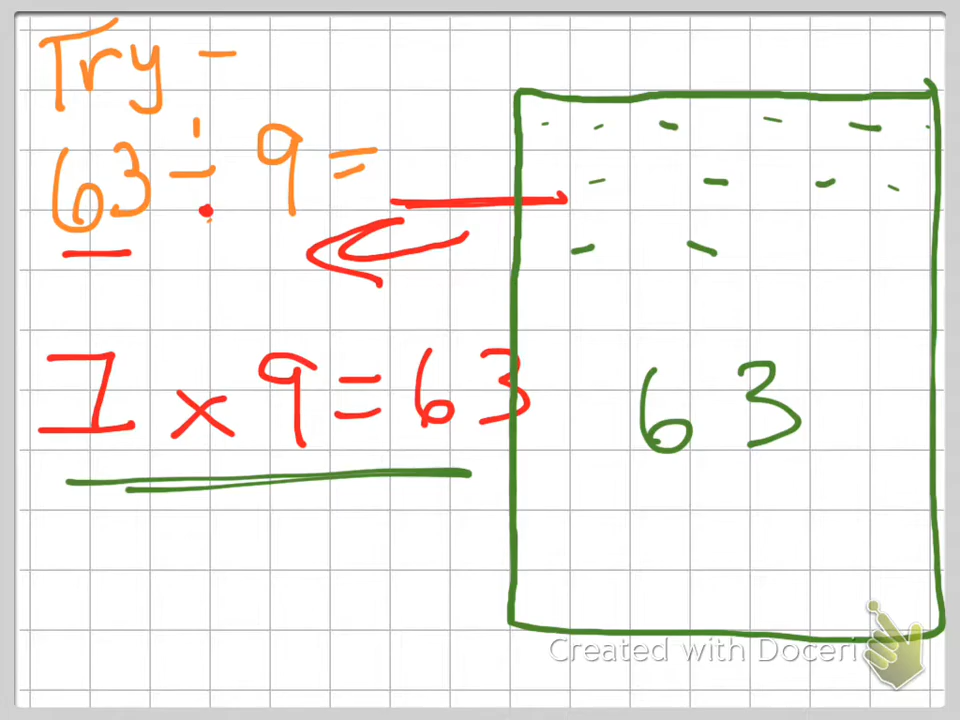 Try -
63 ÷ 9 =
7 x 9 = 63
63
Created with Doceri